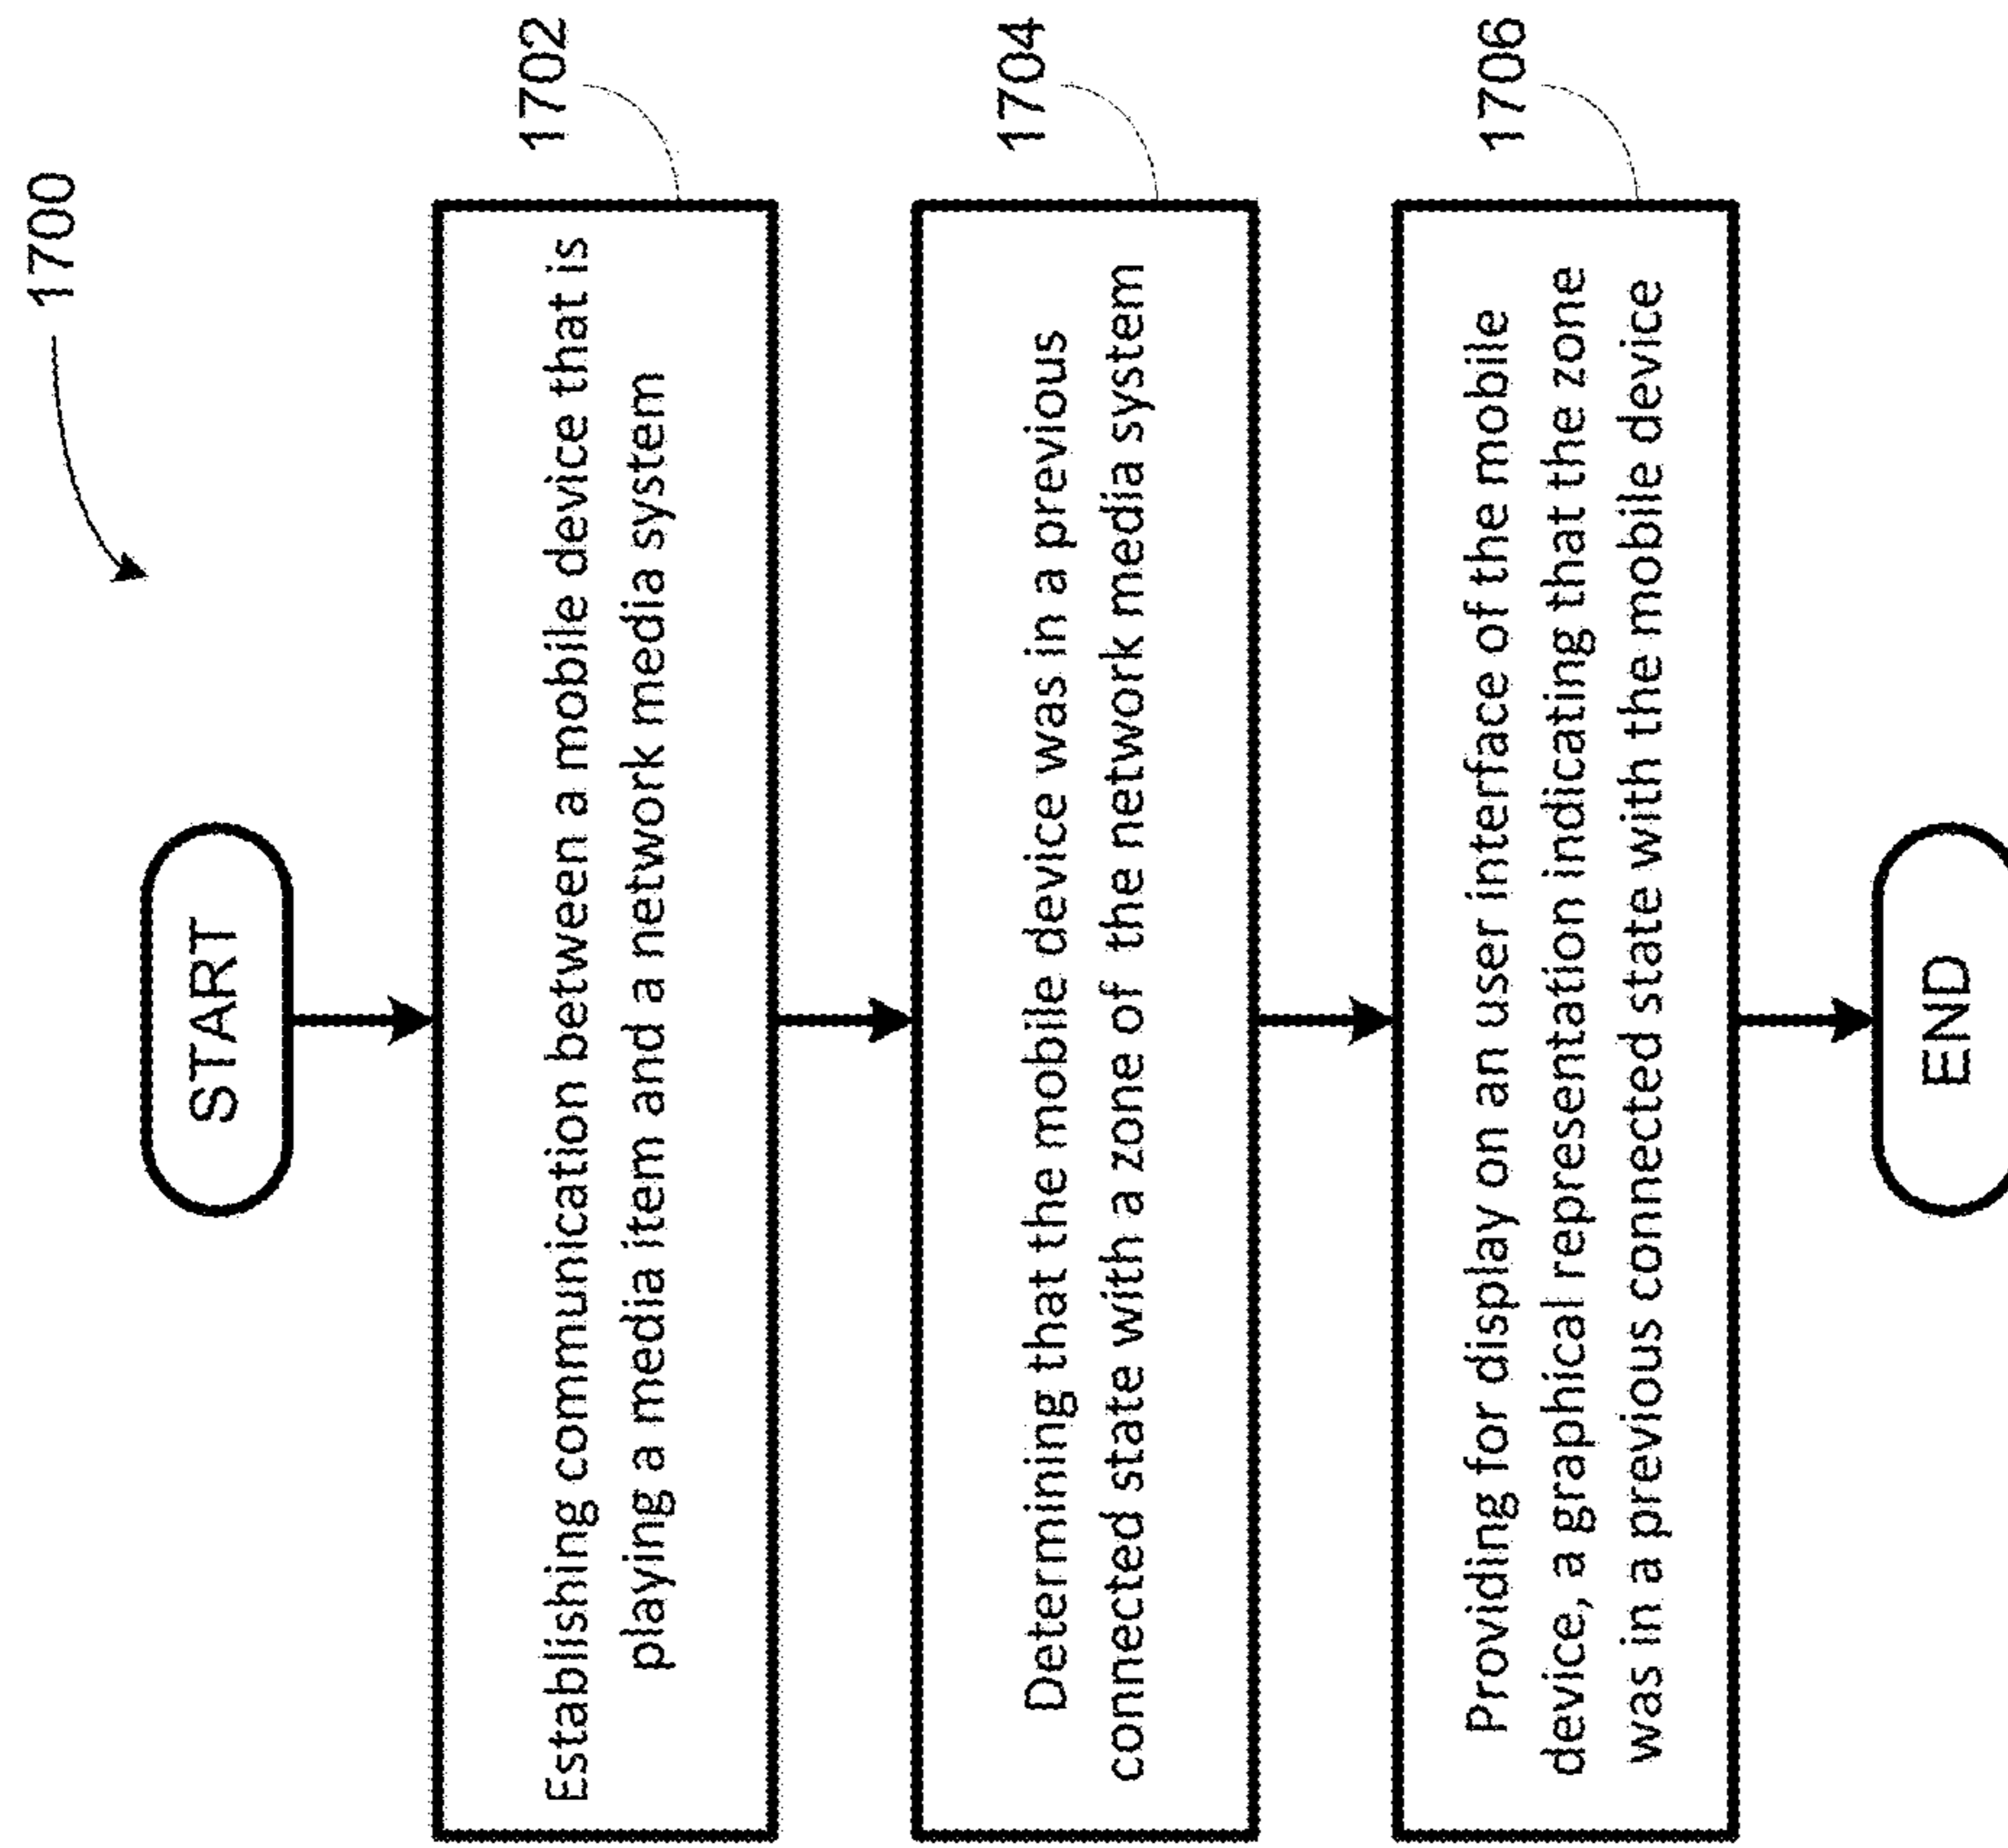 1700
START
1702
Establishing communication between a mobile device that is
playing a media item and a network media system
1704
Determining that the mobile device was in a previous
connected state with a zone of the network media system
1706
Providing for display on an user interface of the mobile
device, a graphical representation indicating that the zone
was in a previous connected state with the mobile device
END